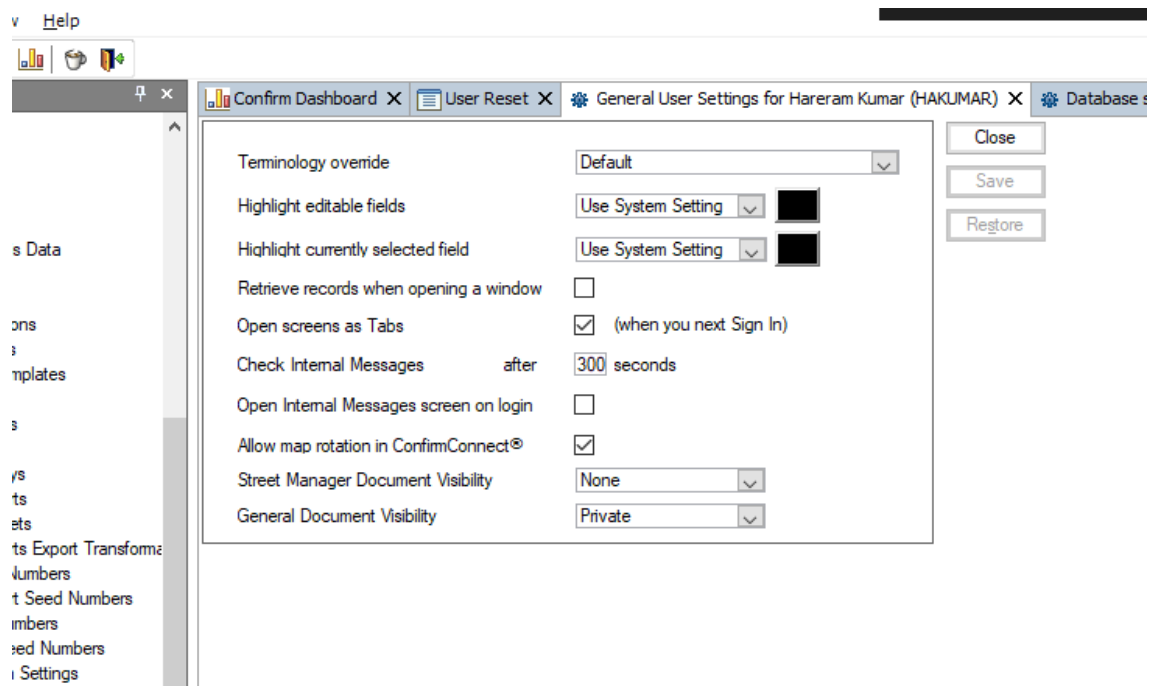 Help
Confirm Dashboard
User Reset
General User Settings for Hareram Kumar (HAKUMAR)
Database s
Terminology override
Default
Close
Save
Restore
Highlight editable fields
Use System Setting
Highlight currently selected field
Use System Setting
Retrieve records when opening a window
Open screens as Tabs
(when you next Sign In)
Check Internal Messages
after
300 seconds
Open Internal Messages screen on login
Allow map rotation in ConfirmConnect®
Street Manager Document Visibility
None
General Document Visibility
Private
s Data
ons
s
mplates
s
ys
ts
ets
ts Export Transforma
Numbers
t Seed Numbers
umbers
eed Numbers
Settings